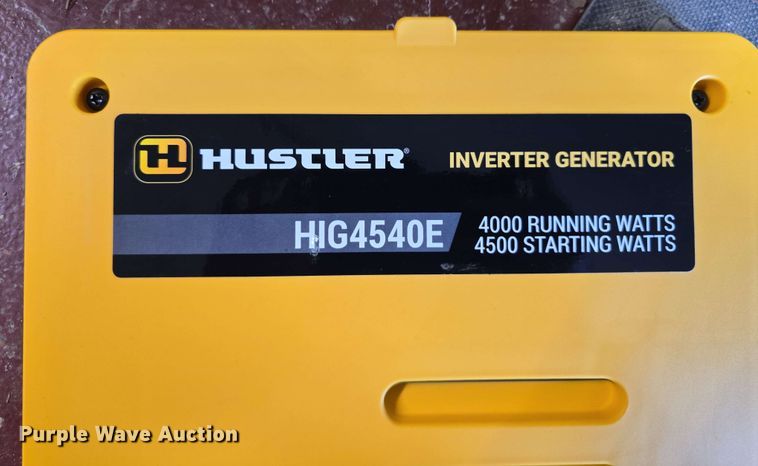 H HUSTLER®
INVERTER GENERATOR
HIG4540E
4000 RUNNING WATTS
4500 STARTING WATTS
Purple Wave Auction